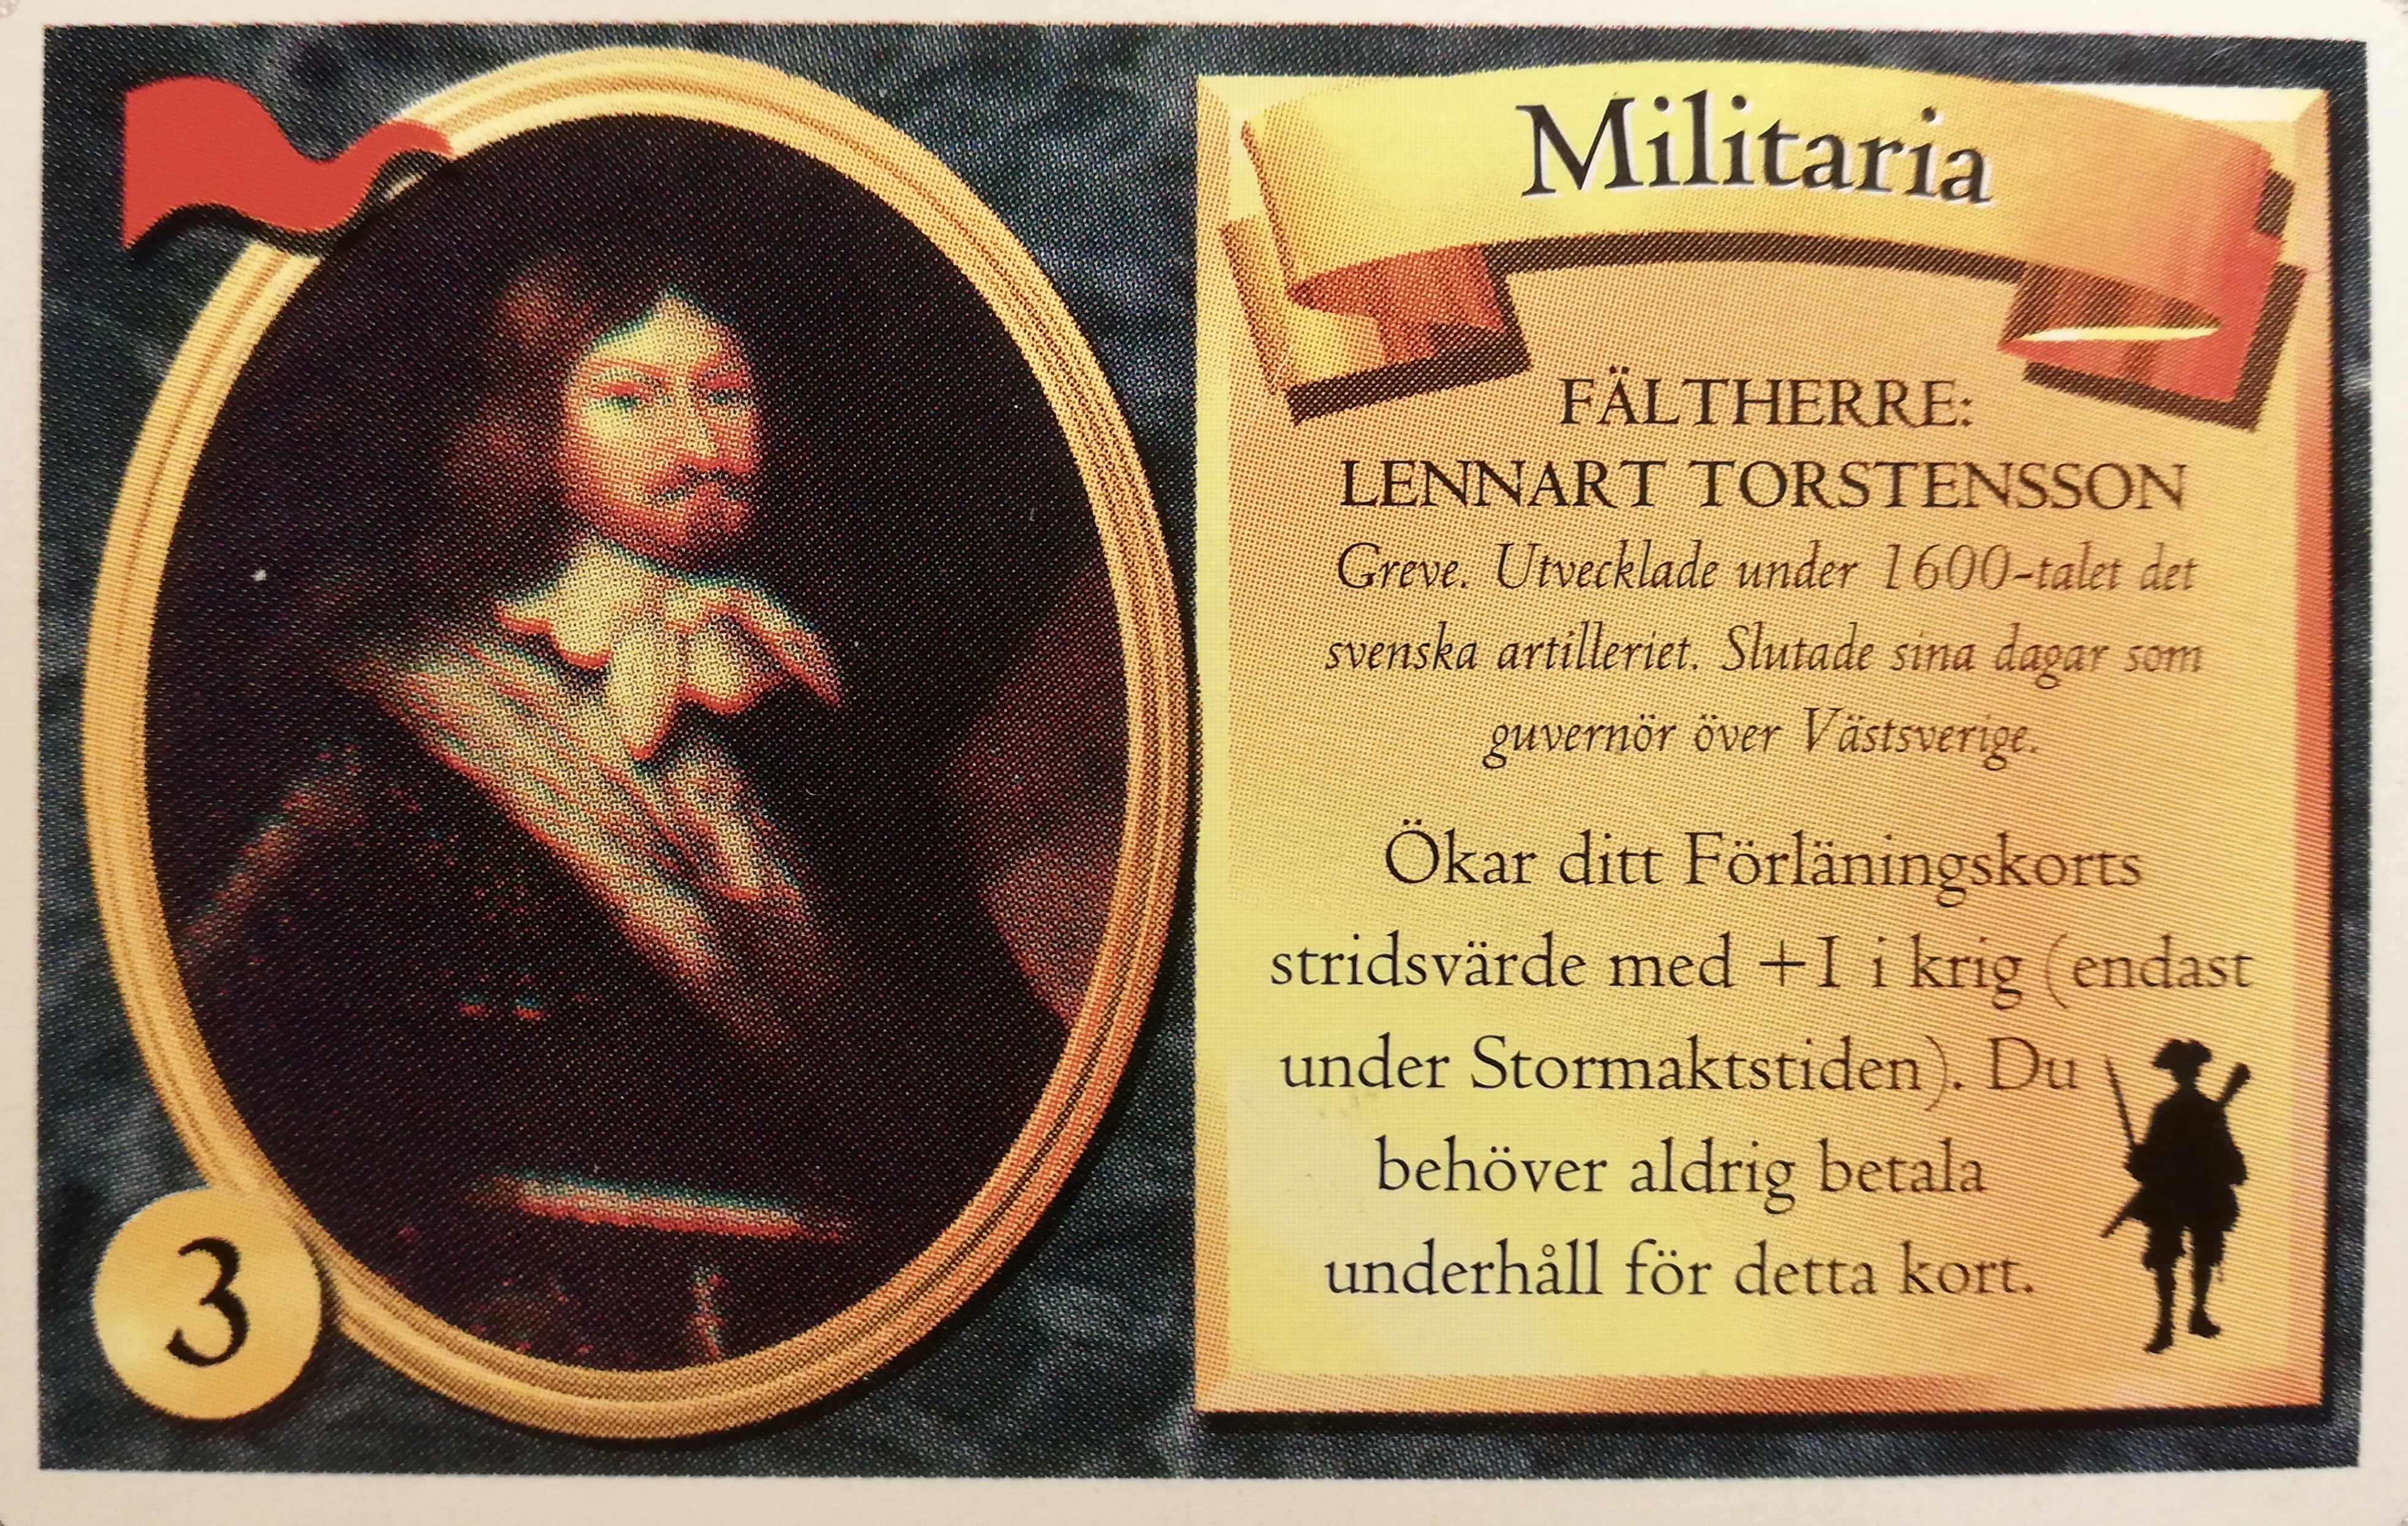 Militaria
FÄLTHERRE:
LENNART TORSTENSSON
Greve. Utvecklade under 1600-talet det
svenska artilleriet. Slutade sina dagar som
guvernör över Västsverige.
Ökar ditt Förläningskorts
stridsvärde med +1 i krig (endast
under Stormaktstiden). Du
behöver aldrig betala
underhåll för detta kort.
3